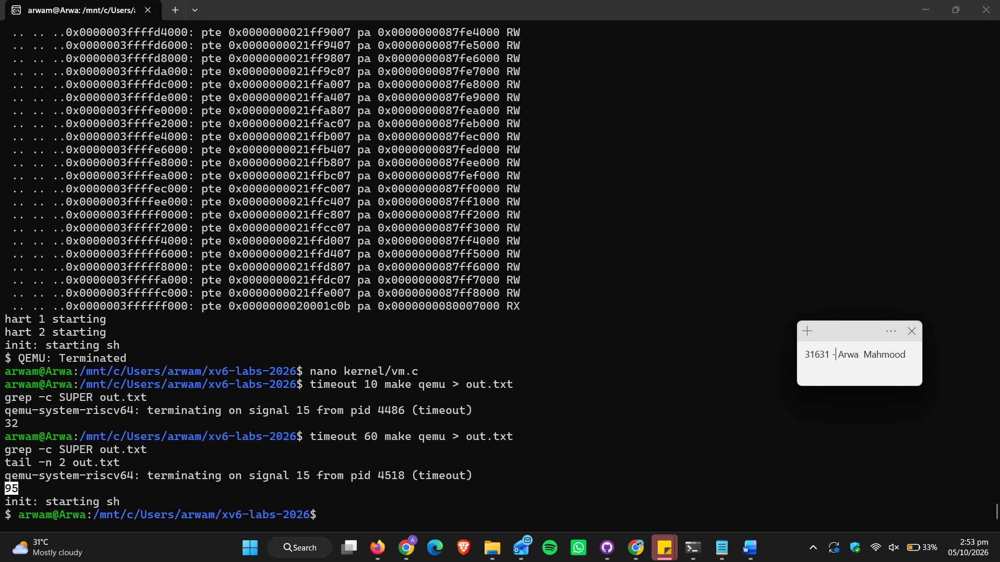 arwam@Arwa: /mnt/c/Users/a
.. .. ..0x0000003ffffd4000: pte 0x0000000021ff9007 pa 0x0000000087fe4000 RW
.. .. ..0x0000003ffffd6000: pte 0x0000000021ff9407 pa 0x0000000087fe5000 RW
.. .. ..0x0000003ffffd8000: pte 0x0000000021ff9807 pa 0x0000000087fe6000 RW
.. .. ..0x0000003ffffda000: pte 0x0000000021ff9c07 pa 0x0000000087fe7000 RW
.. .. ..0x0000003ffffdc000: pte 0x0000000021ffa007 pa 0x0000000087fe8000 RW
.. .. ..0x0000003ffffde000: pte 0x0000000021ffa407 pa 0x0000000087fe9000 RW
.. .. ..0x0000003ffffe0000: pte 0x0000000021ffa807 pa 0x0000000087fea000 RW
.. .. ..0x0000003ffffe2000: pte 0x0000000021ffac07 pa 0x0000000087feb000 RW
.. .. ..0x0000003ffffe4000: pte 0x0000000021ffb007 pa 0x0000000087fec000 RW
.. .. ..0x0000003ffffe6000: pte 0x0000000021ffb407 pa 0x0000000087fed000 RW
.. .. ..0x0000003ffffe8000: pte 0x0000000021ffb807 pa 0x0000000087fee000 RW
.. .. ..0x0000003ffffea000: pte 0x0000000021ffbc07 pa 0x0000000087fef000 RW
.. .. ..0x0000003ffffec000: pte 0x0000000021ffc007 pa 0x0000000087ff0000 RW
.. .. ..0x0000003ffffee000: pte 0x0000000021ffc407 pa 0x0000000087ff1000 RW
.. .. ..0x0000003fffff0000: pte 0x0000000021ffc807 pa 0x0000000087ff2000 RW
.. .. ..0x0000003fffff2000: pte 0x0000000021ffcc07 pa 0x0000000087ff3000 RW
.. .. ..0x0000003fffff4000: pte 0x0000000021ffd007 pa 0x0000000087ff4000 RW
.. .. ..0x0000003fffff6000: pte 0x0000000021ffd407 pa 0x0000000087ff5000 RW
.. .. ..0x0000003fffff8000: pte 0x0000000021ffd807 pa 0x0000000087ff6000 RW
.. .. ..0x0000003fffffa000: pte 0x0000000021ffdc07 pa 0x0000000087ff7000 RW
.. .. ..0x0000003fffffc000: pte 0x0000000021ffe007 pa 0x0000000087ff8000 RW
.. .. ..0x0000003ffffff000: pte 0x0000000020001c0b pa 0x0000000080007000 RX
hart 1 starting
hart 2 starting
init: starting sh
$ QEMU: Terminated
arwam@Arwa:/mnt/c/Users/arwam/xv6-labs-2026$ nano kernel/vm.c
arwam@Arwa:/mnt/c/Users/arwam/xv6-labs-2026$ timeout 10 make qemu > out.txt
grep -c SUPER out.txt
qemu-system-riscv64: terminating on signal 15 from pid 4486 (timeout)
32
arwam@Arwa:/mnt/c/Users/arwam/xv6-labs-2026$ timeout 60 make qemu > out.txt
grep -c SUPER out.txt
tail -n 2 out.txt
qemu-system-riscv64: terminating on signal 15 from pid 4518 (timeout)
95
init: starting sh
$ arwam@Arwa:/mnt/c/Users/arwam/xv6-labs-2026$
31631 - Arwa Mahmood
31°C
Mostly cloudy
Search
A
33%
2:53 pm
05/10/2026